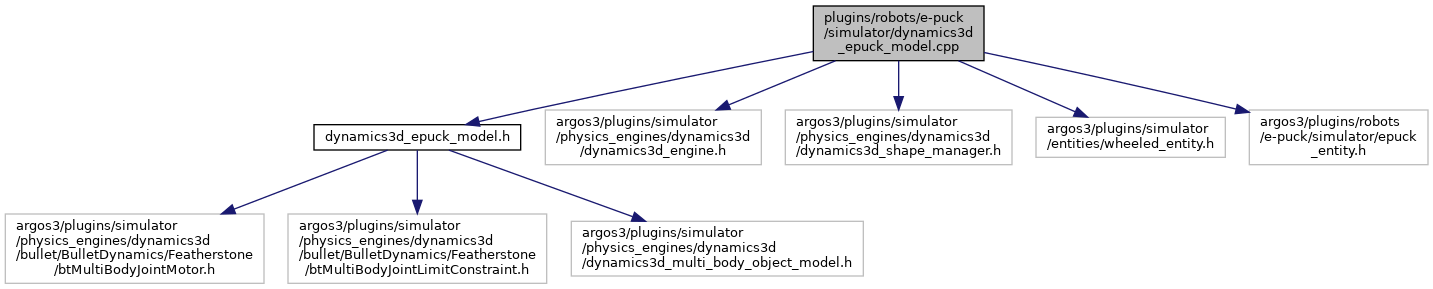 plugins/robots/e-puck
/simulator/dynamics3d
_epuck_model.cpp
dynamics3d_epuck_model.h
argos3/plugins/simulator
/physics_engines/dynamics3d
/dynamics3d_engine.h
argos3/plugins/simulator
/physics_engines/dynamics3d
/dynamics3d_shape_manager.h
argos3/plugins/simulator
/entities/wheeled_entity.h
argos3/plugins/robots
/e-puck/simulator/epuck
_entity.h
argos3/plugins/simulator
/physics_engines/dynamics3d
/bullet/BulletDynamics/Featherstone
/btMultiBodyJointMotor.h
argos3/plugins/simulator
/physics_engines/dynamics3d
/bullet/BulletDynamics/Featherstone
/btMultiBodyJointLimitConstraint.h
argos3/plugins/simulator
/physics_engines/dynamics3d
/dynamics3d_multi_body_object_model.h